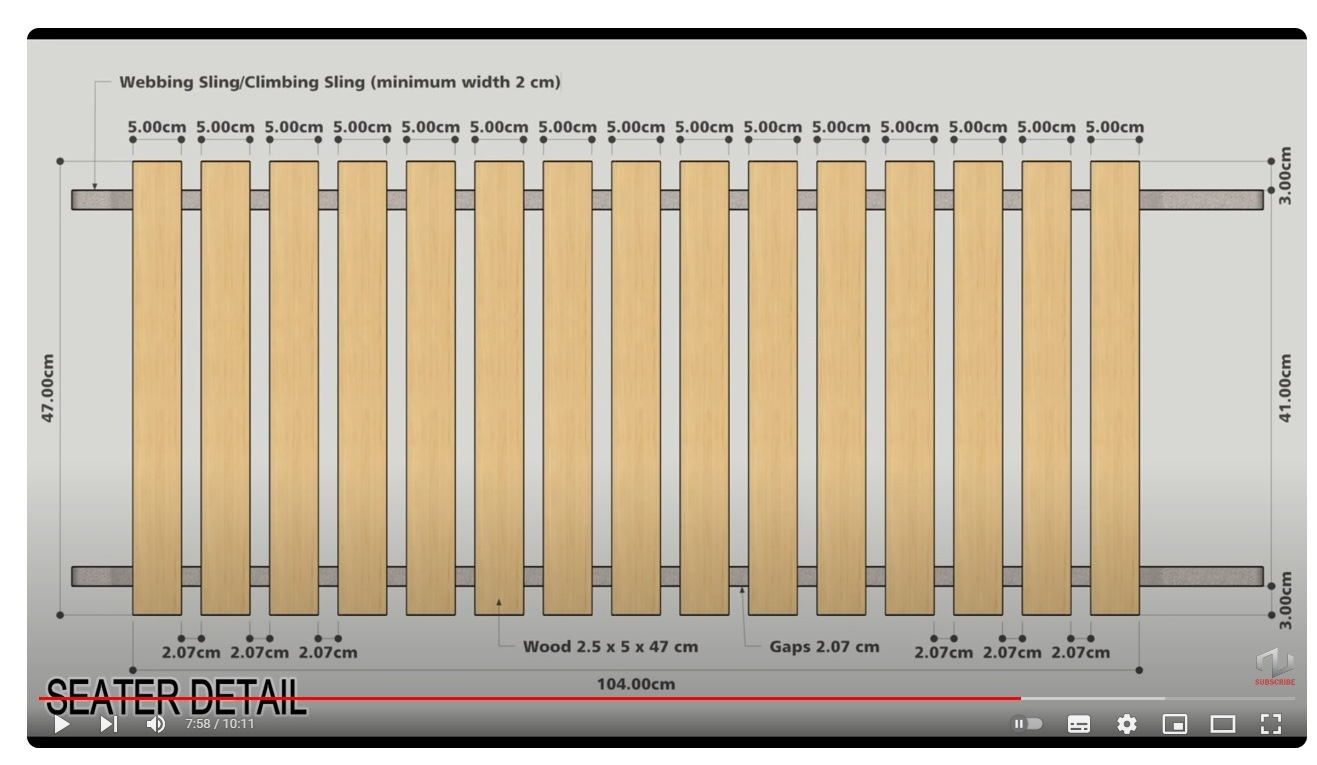 Webbing Sling/Climbing Sling (minimum width 2 cm)
5.00cm 5.00cm 5.00cm 5.00cm 5.00cm 5.00cm 5.00cm 5.00cm 5.00cm 5.00cm 5.00cm 5.00cm 5.00cm 5.00cm 5.00cm
3.00cm
47.00cm
41.00cm
3.00cm
2.07cm 2.07cm 2.07cm
Wood 2.5 x 5 x 47 cm
Gaps 2.07 cm
2.07cm 2.07cm 2.07cm
104.00cm
SUBSCRIBE
SEATER DETAIL
7:58 / 10:11